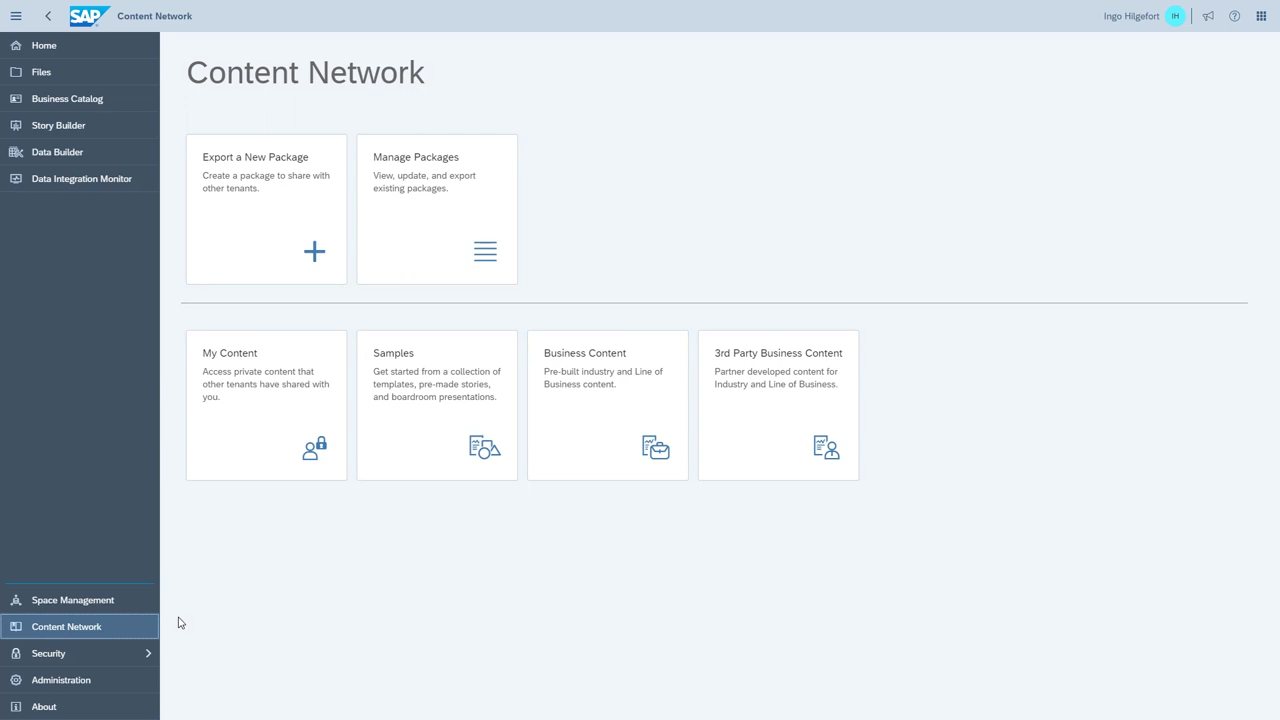 SAP Content Network
Ingo Hilgefort IH
Home
Files
Business Catalog
Story Builder
Data Builder
Data Integration Monitor
Space Management
Content Network
Security
Administration
About
Content Network
Export a New Package
Create a package to share with
other tenants.
Manage Packages
View, update, and export
existing packages.
My Content
Access private content that
other tenants have shared with
you.
Samples
Get started from a collection of
templates, pre-made stories,
and boardroom presentations.
Business Content
Pre-built industry and Line of
Business content.
3rd Party Business Content
Partner developed content for
Industry and Line of Business.